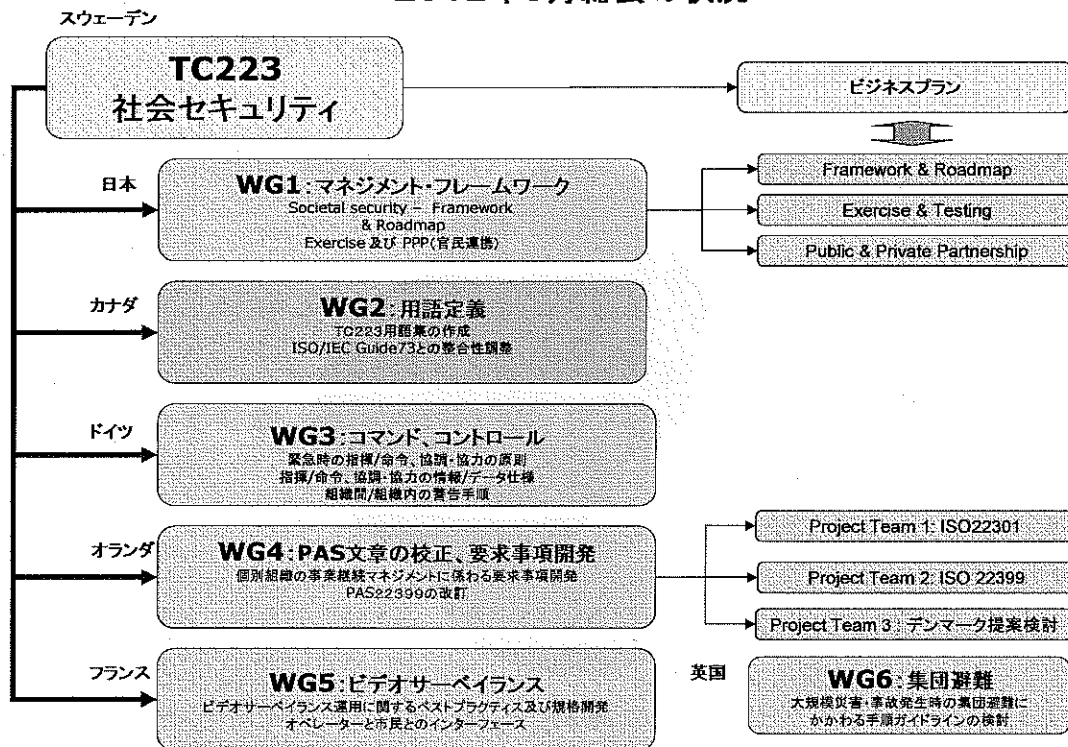 スウェーデン
TC223
社会セキュリティ
ビジネスプラン
日本
WG1:マネジメント・フレームワーク
Societal security – Framework
& Roadmap
Exercise 及び PPP(官民連携)
Framework & Roadmap
Exercise & Testing
Public & Private Partnership
カナダ
WG2:用語定義
TC223用語集の作成
ISO/IEC Guide73との整合性調整
ドイツ
WG3:コマンド、コントロール
緊急時の指揮/命令、協調・協力の原則
指揮/命令、協調・協力の情報/データ仕様
組織間/組織内の警告手順
オランダ
WG4:PAS文章の校正、要求事項開発
個別組織の事業継続マネジメントに係わる要求事項開発
PAS22399の改訂
Project Team 1: ISO22301
Project Team 2: ISO 22399
Project Team 3 : デンマーク提案検討
フランス
WG5:ビデオサーベイランス
ビデオサーベイランス運用に関するベストプラクティス及び規格開発
オペレーターと市民とのインターフェース
英国
WG6:集団避難
大規模災害・事故発生時の集団避難に
かかわる手順ガイドラインの検討